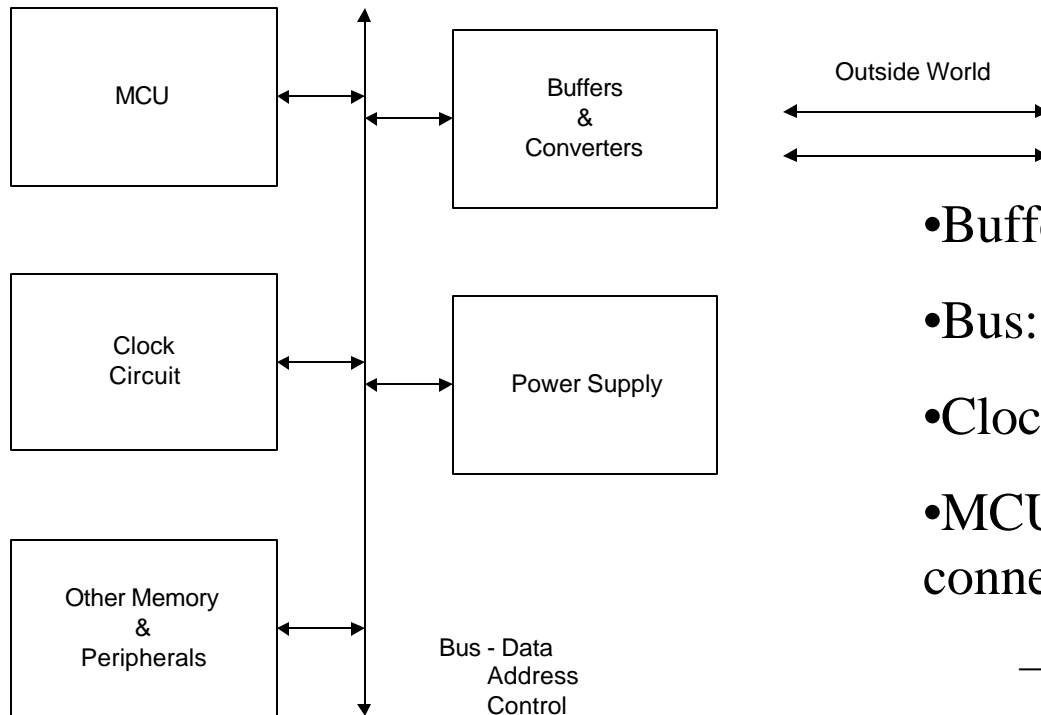 MCU
Buffers
&
Converters
Outside World
Clock
Circuit
Power Supply
Other Memory
&
Peripherals
Bus - Data
Address
Control
•Buff
•Bus:
•Cloc
•MCU
conne
–